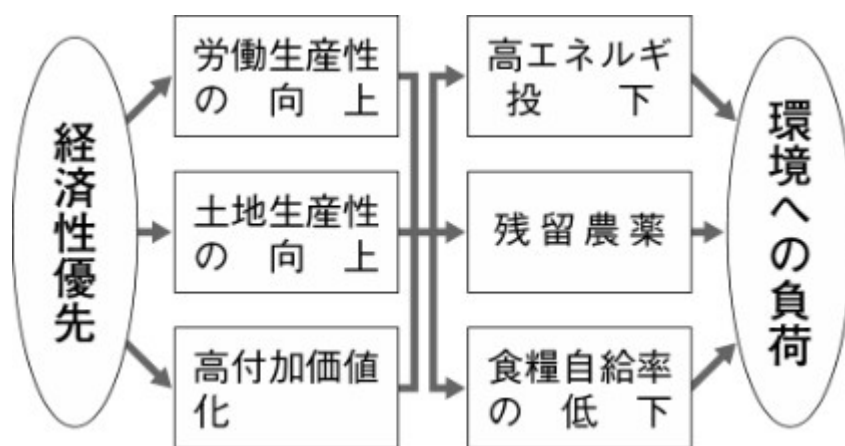 経済性優先
労働生産性
の向上
土地生産性
の向上
高付加価値
化
高エネルギ
投下
残留農薬
食糧自給率
の低下
環境への負荷